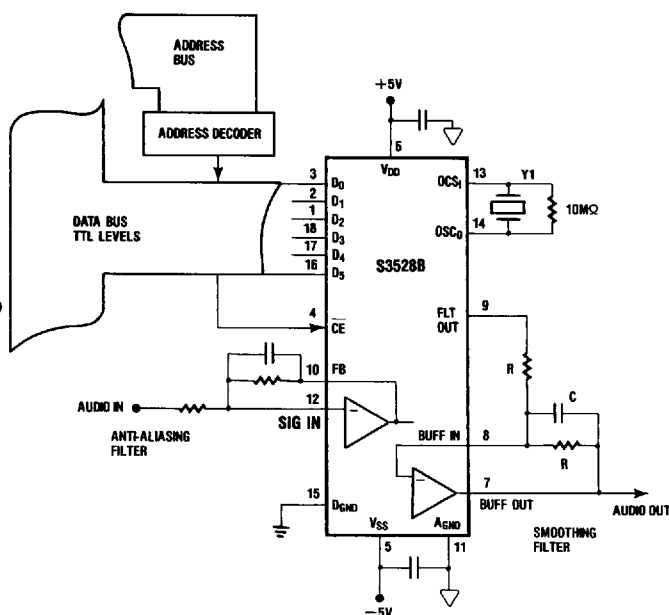 ADDRESS
BUS
+5V
ADDRESS DECODER
6
VDD
3 D0
2 D1
1 D2
18 D3
17 D4
16 D5
DATA BUS
TTL LEVELS
S3528B
OCS1 13
Y1
10MΩ
14
OSC0
4
CE
9
FLT
OUT
R
C
10 FB
AUDIO IN
12
SIG IN
ANTI-ALIASING
FILTER
BUFF IN 8
R
7
BUFF OUT
AUDIO OUT
15
DGND
VSS
AGND
SMOOTHING
FILTER
5
11
−5V